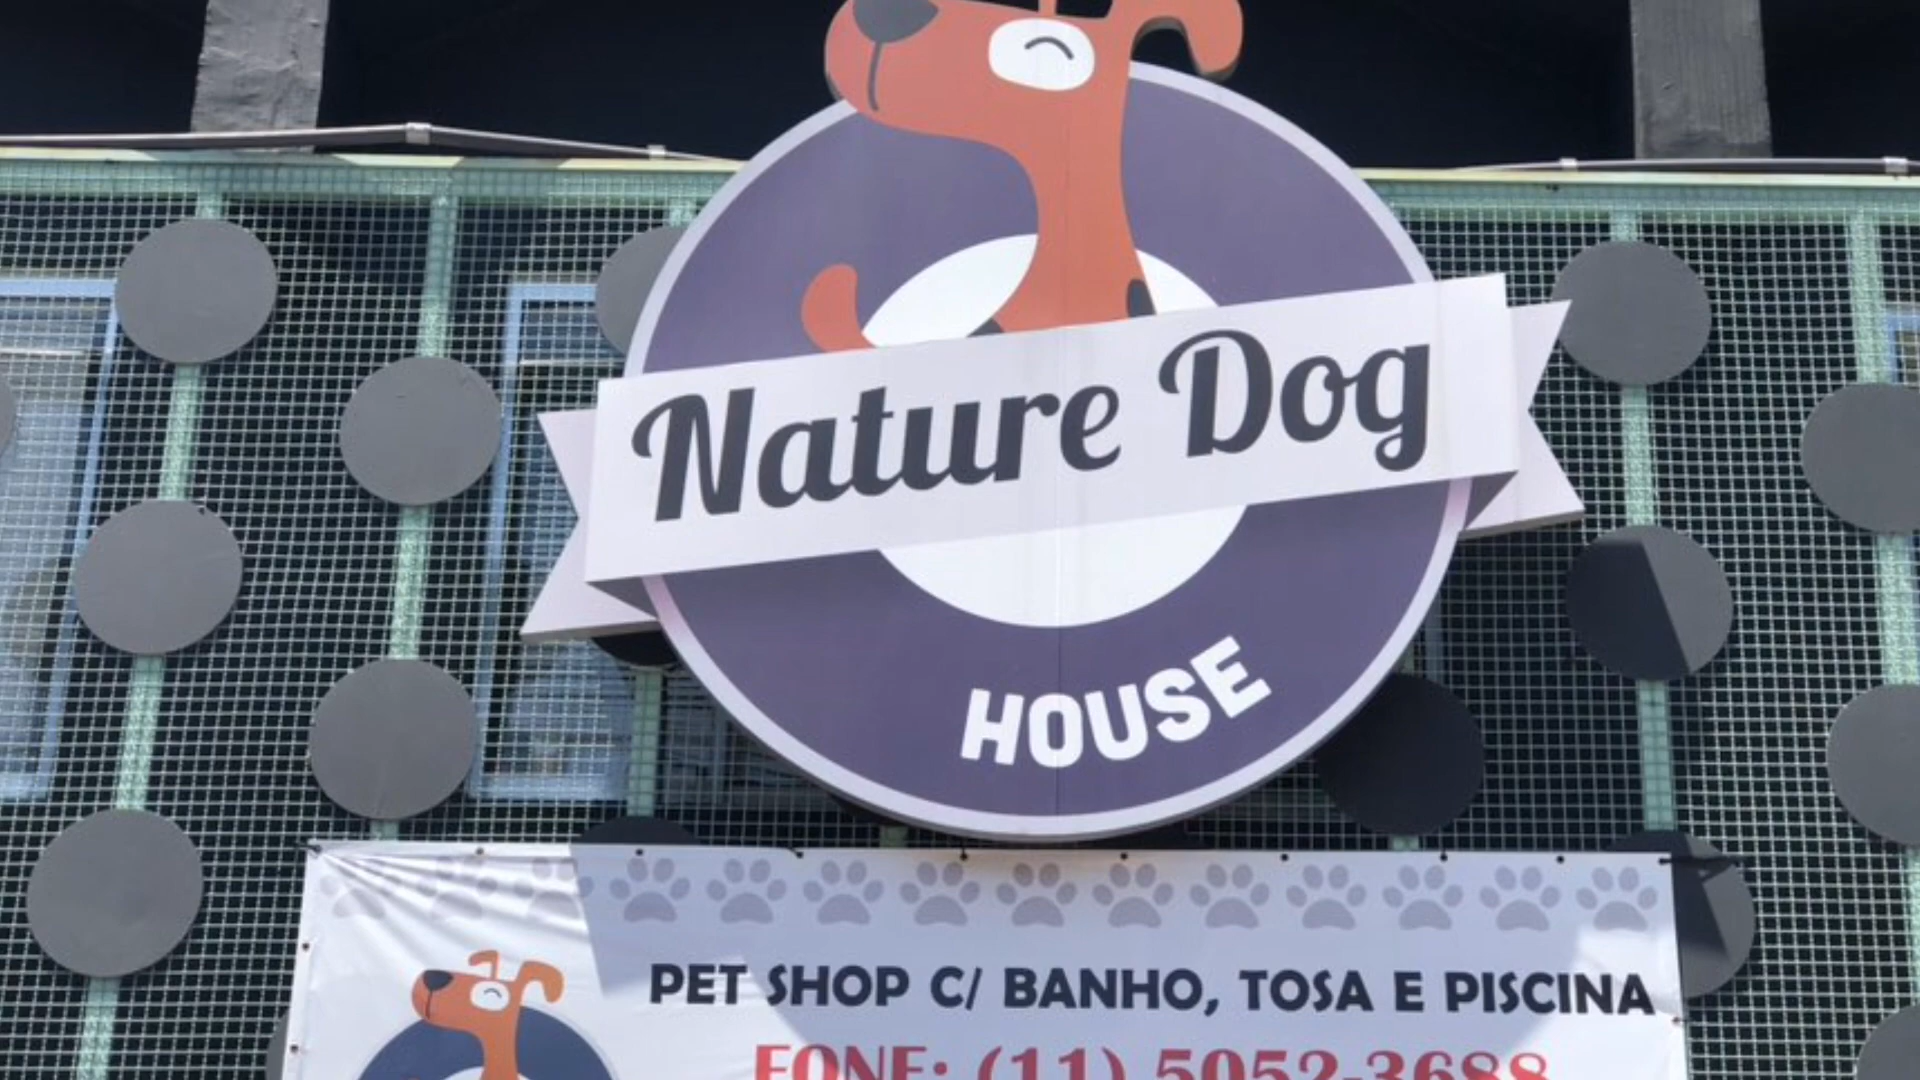 Nature Dog
HOUSE
PET SHOP C/ BANHO, TOSA E PISCINA
FONE: (11) 5052-3688